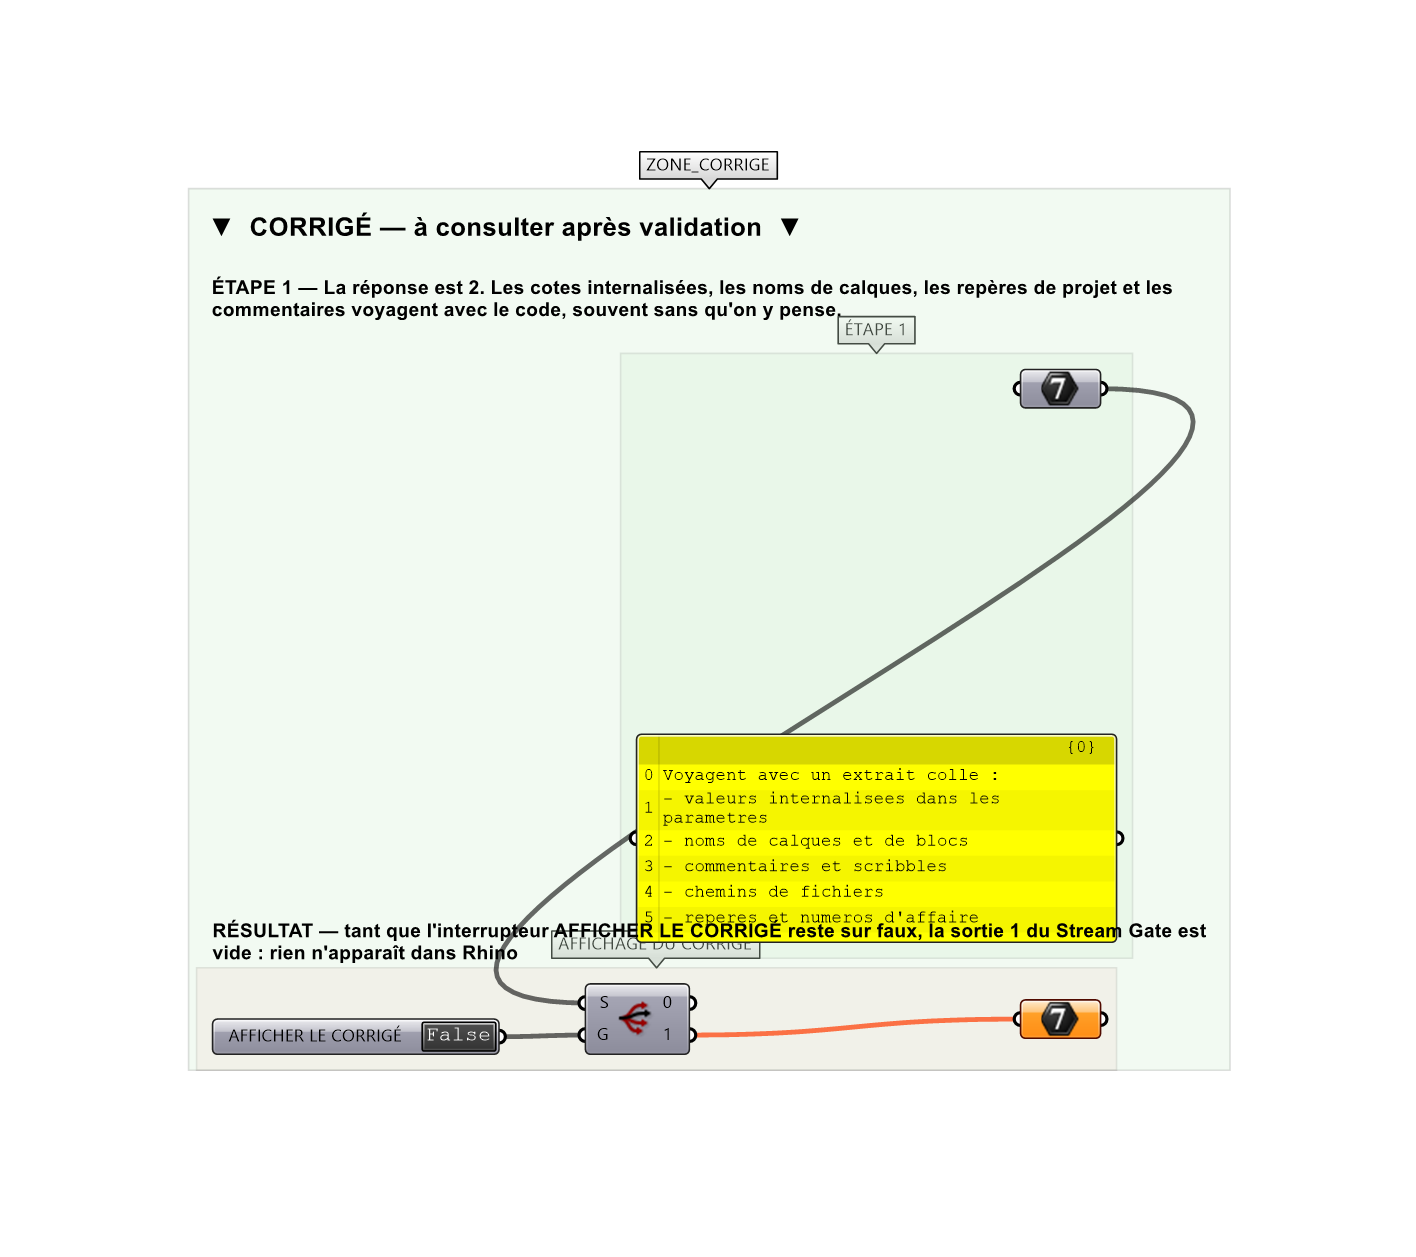 ZONE_CORRIGE
▼ CORRIGÉ — à consulter après validation ▼
ÉTAPE 1 — La réponse est 2. Les cotes internalisées, les noms de calques, les repères de projet et les
commentaires voyagent avec le code, souvent sans qu'on y pense.
ÉTAPE 1
7
{0}
0 Voyagent avec un extrait colle :
1 - valeurs internalisees dans les
parametres
2 - noms de calques et de blocs
3 - commentaires et scribbles
4 - chemins de fichiers
5 - reperes et numeros d'affaire
RÉSULTAT — tant que l'interrupteur AFFICHER LE CORRIGÉ reste sur faux, la sortie 1 du Stream Gate est
vide : rien n'apparaît dans Rhino
AFFICHAGE DU CORRIGÉ
S 0
G 1
AFFICHER LE CORRIGÉ False
7